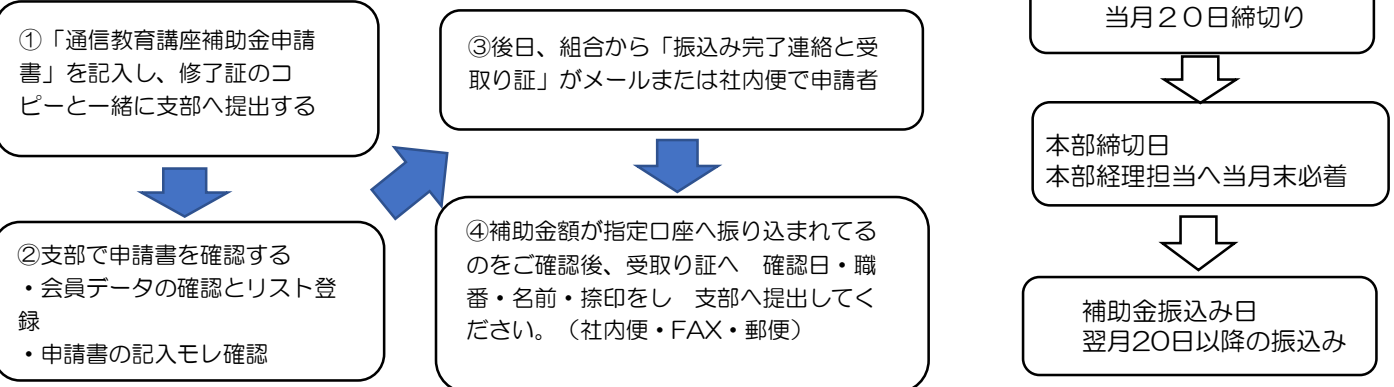 ①「通信教育講座補助金申請
書」を記入し、修了証のコ
ピーと一緒に支部へ提出する
②支部で申請書を確認する
・会員データの確認とリスト登
録
・申請書の記入モレ確認
③後日、組合から「振込み完了連絡と受
取り証」がメールまたは社内便で申請者
④補助金額が指定口座へ振り込まれてる
のをご確認後、受取り証へ　確認日・職
番・名前・捺印をし　支部へ提出してく
ださい。（社内便・FAX・郵便）
当月２０日締切り
本部締切日
本部経理担当へ当月末必着
補助金振込み日
翌月20日以降の振込み